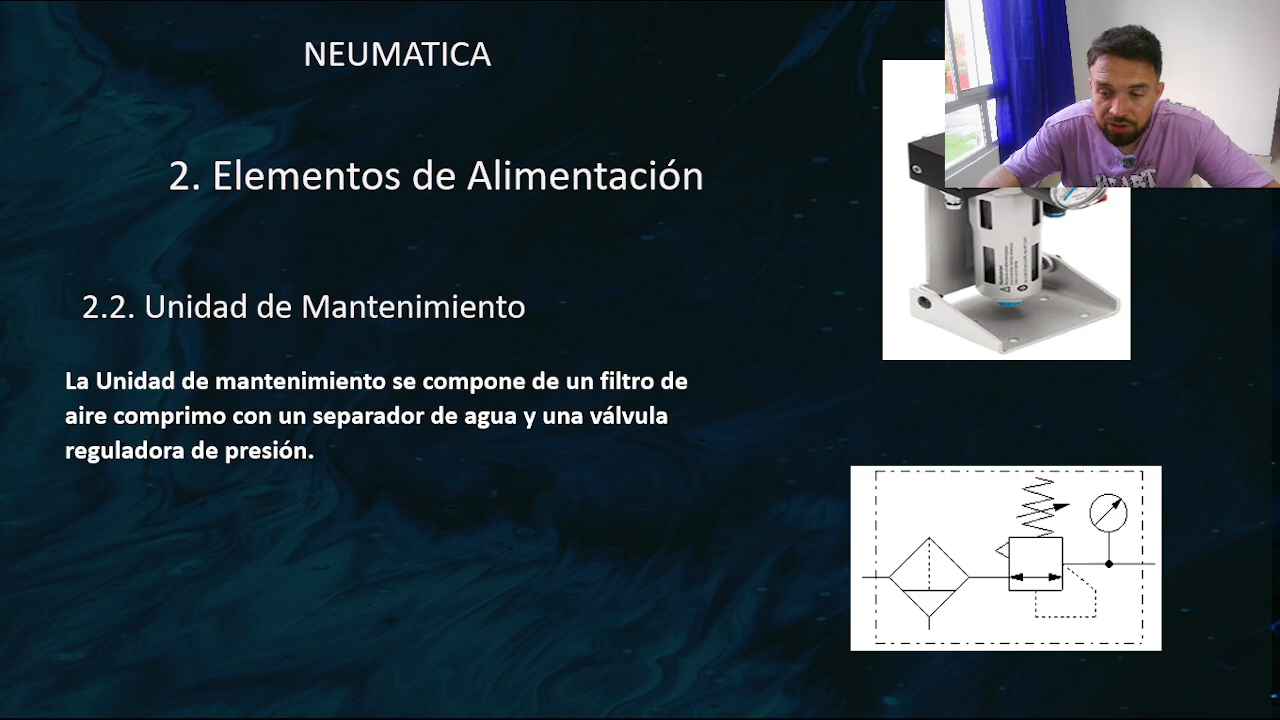 NEUMATICA
2. Elementos de Alimentación
2.2. Unidad de Mantenimiento
La Unidad de mantenimiento se compone de un filtro de
aire comprimo con un separador de agua y una válvula
reguladora de presión.